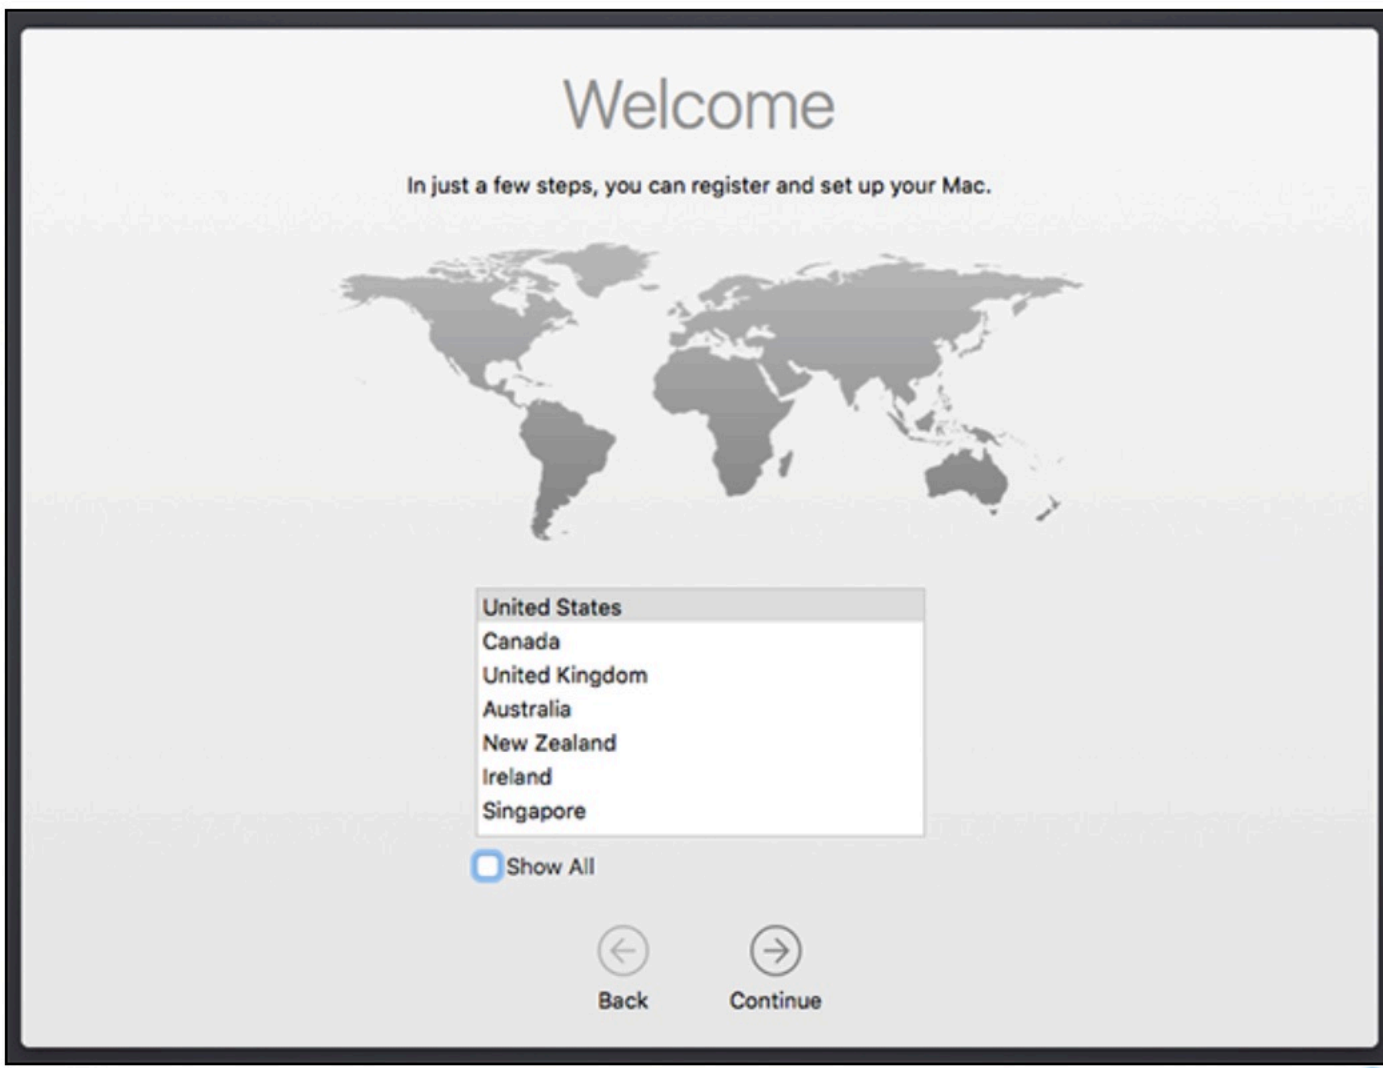 Welcome
In just a few steps, you can register and set up your Mac.
United States
Canada
United Kingdom
Australia
New Zealand
Ireland
Singapore
Show All
Back
Continue